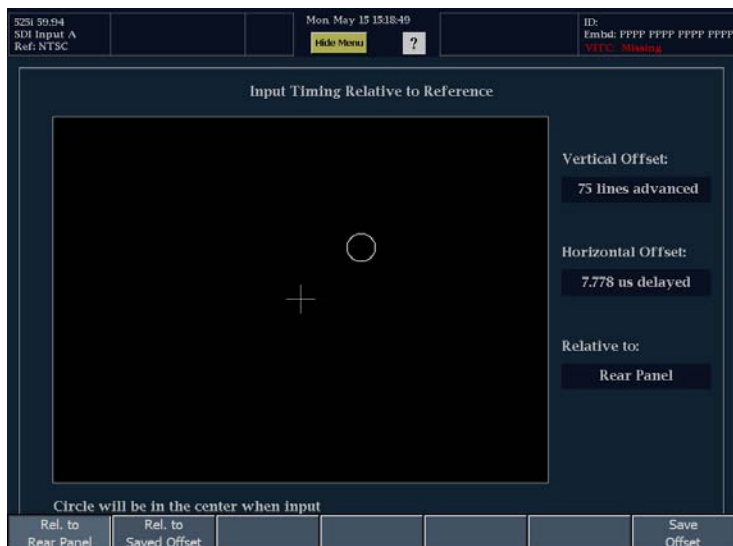 525i 59.94
SDI Input A
Ref: NTSC
Mon May 15 15:18:49
Hide Menu
?
ID:
Embd: PPPP PPPP PPPP PPPP
VITC: Missing
Input Timing Relative to Reference
Vertical Offset:
75 lines advanced
Horizontal Offset:
7.778 us delayed
Relative to:
Rear Panel
Circle will be in the center when input
Rel. to
Rear Panel
Rel. to
Saved Offset
Save
Offset